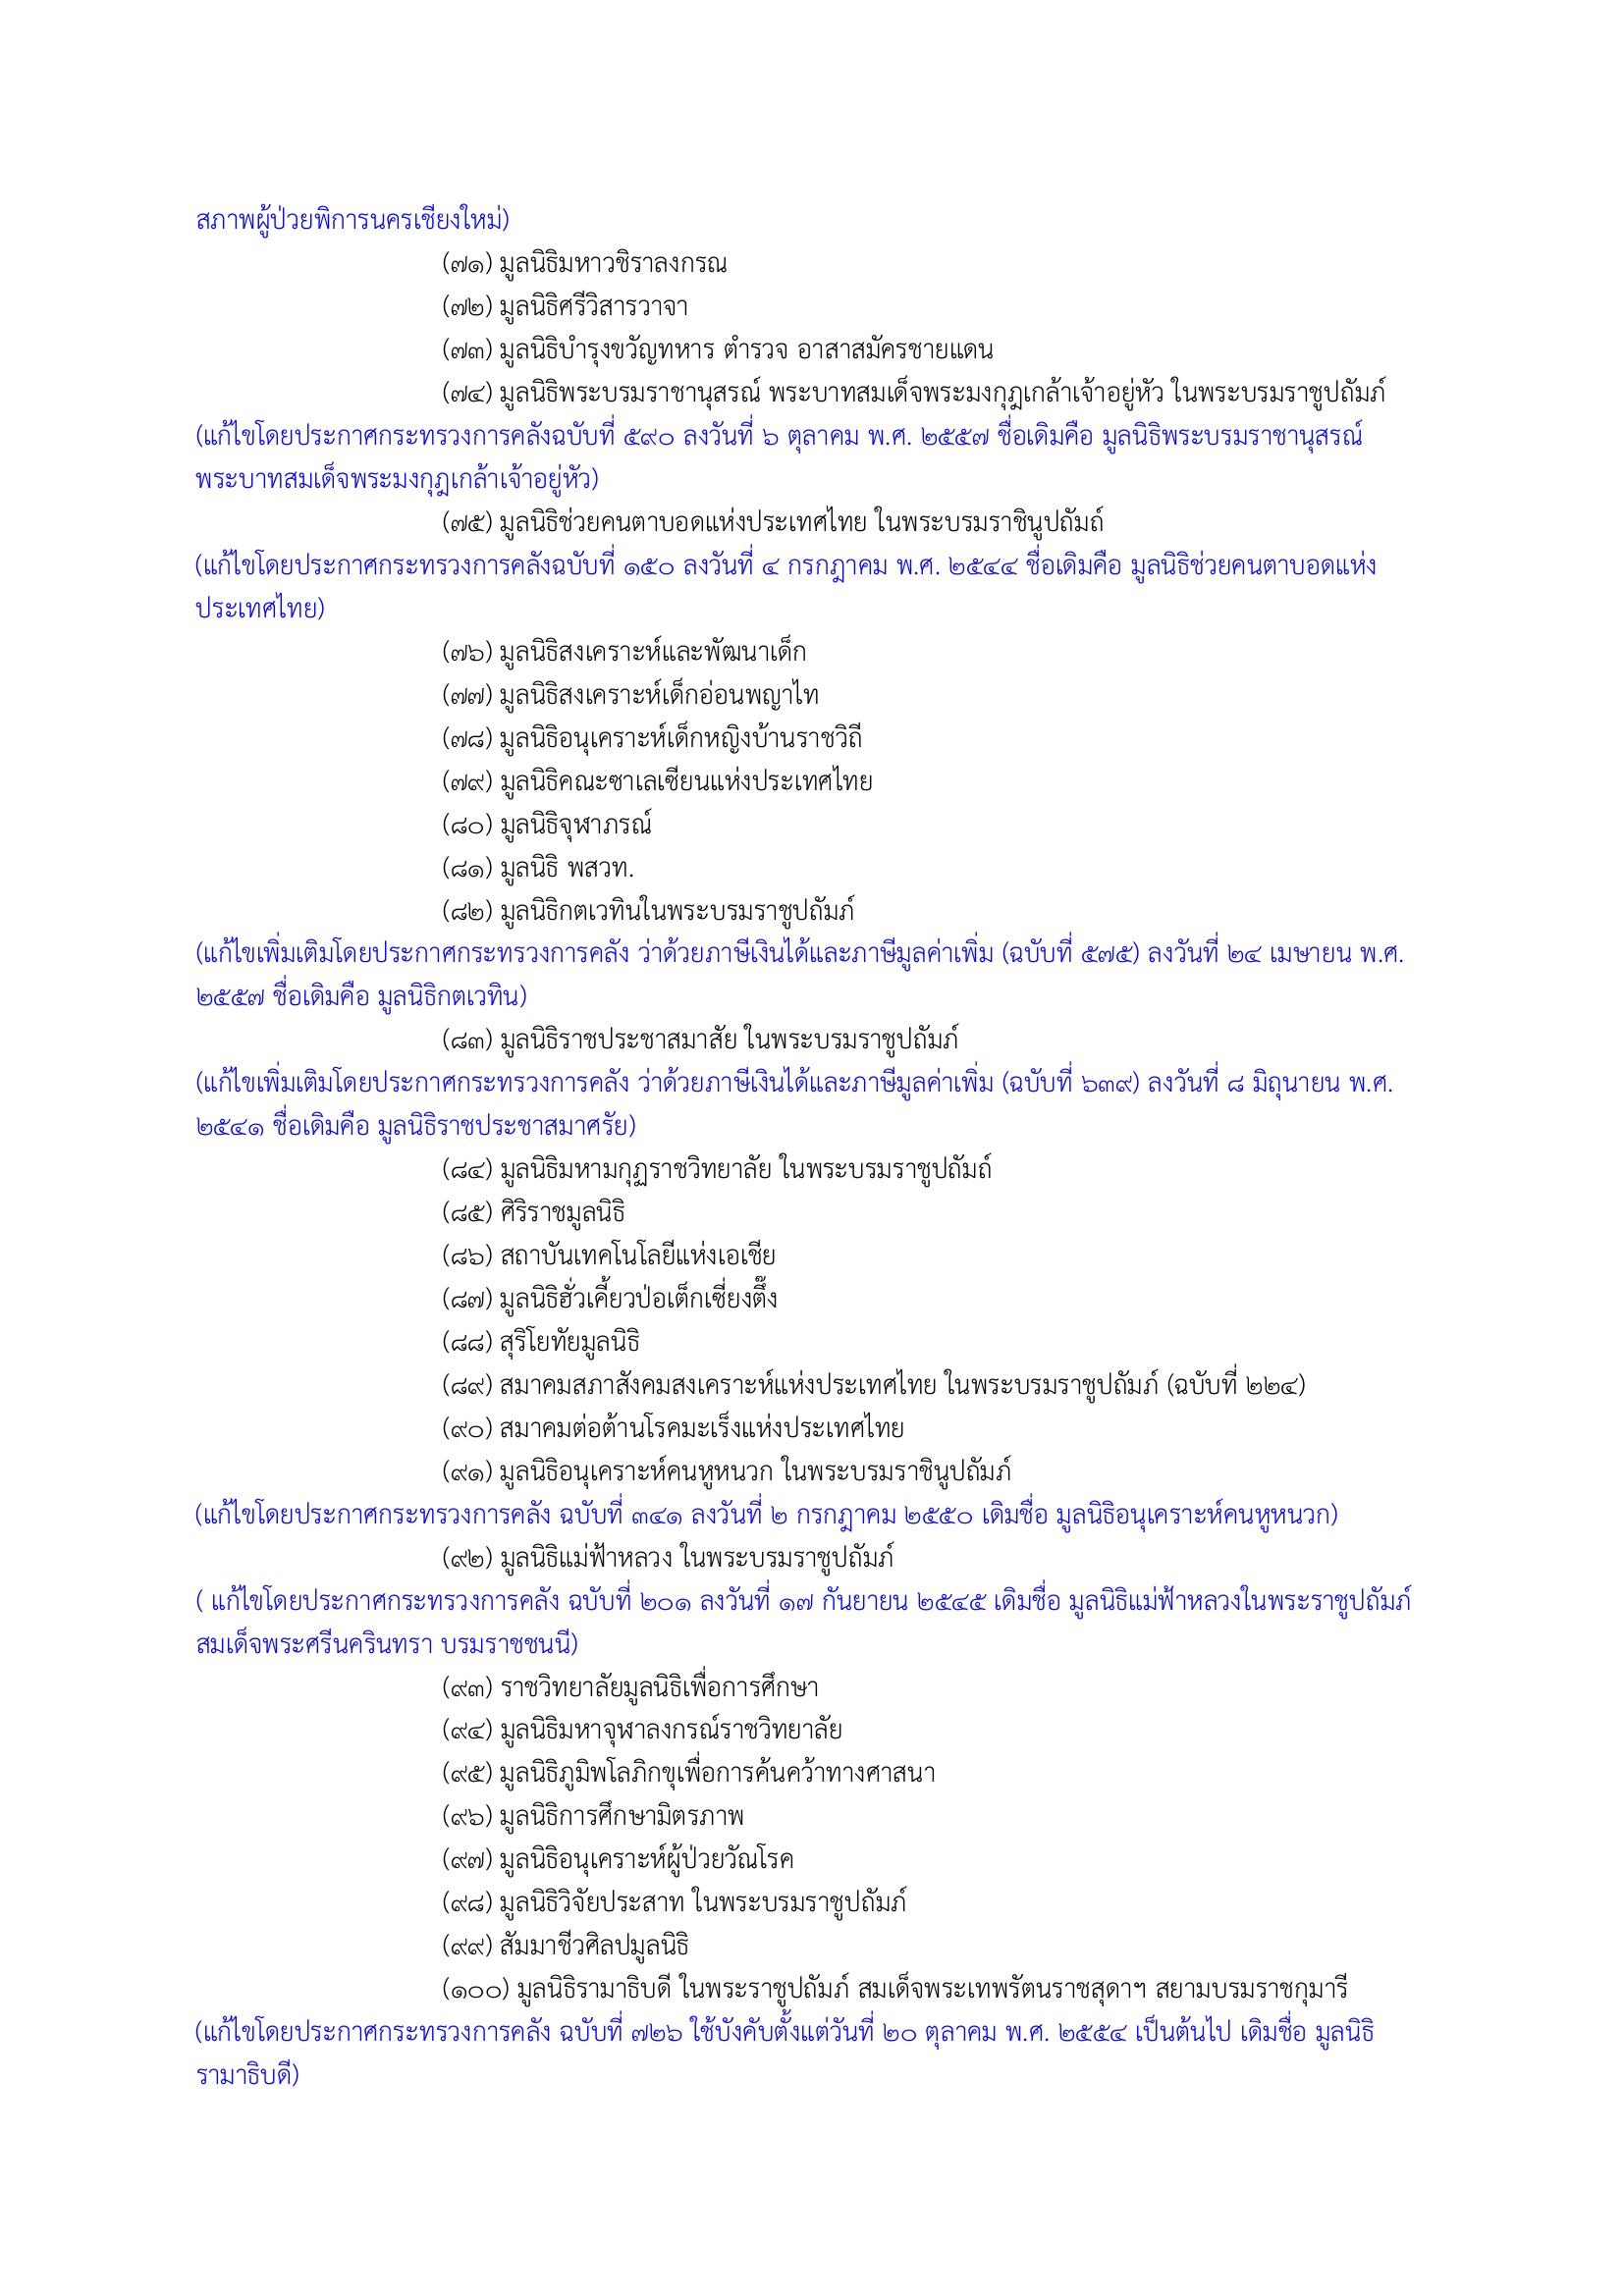 สภาพผู้ป่วยพิการนครเชียงใหม่)
(๗๑) มูลนิธิมหาวชิราลงกรณ
(๗๒) มูลนิธิศรีวิสารวาจา
(๗๓) มูลนิธิบำรุงขวัญทหาร ตำรวจ อาสาสมัครชายแดน
(๗๔) มูลนิธิพระบรมราชานุสรณ์ พระบาทสมเด็จพระมงกุฎเกล้าเจ้าอยู่หัว ในพระบรมราชูปถัมภ์
(แก้ไขโดยประกาศกระทรวงการคลังฉบับที่ ๕๙๐ ลงวันที่ ๖ ตุลาคม พ.ศ. ๒๕๕๗ ชื่อเดิมคือ มูลนิธิพระบรมราชานุสรณ์
พระบาทสมเด็จพระมงกุฎเกล้าเจ้าอยู่หัว)
(๗๕) มูลนิธิช่วยคนตาบอดแห่งประเทศไทย ในพระบรมราชินูปถัมถ์
(แก้ไขโดยประกาศกระทรวงการคลังฉบับที่ ๑๕๐ ลงวันที่ ๔ กรกฎาคม พ.ศ. ๒๕๔๔ ชื่อเดิมคือ มูลนิธิช่วยคนตาบอดแห่ง
ประเทศไทย)
(๗๖) มูลนิธิสงเคราะห์และพัฒนาเด็ก
(๗๗) มูลนิธิสงเคราะห์เด็กอ่อนพญาไท
(๗๘) มูลนิธิอนุเคราะห์เด็กหญิงบ้านราชวิถี
(๗๙) มูลนิธิคณะซาเลเซียนแห่งประเทศไทย
(๘๐) มูลนิธิจุฬาภรณ์
(๘๑) มูลนิธิ พสวท.
(๘๒) มูลนิธิกตเวทินในพระบรมราชูปถัมภ์
(แก้ไขเพิ่มเติมโดยประกาศกระทรวงการคลัง ว่าด้วยภาษีเงินได้และภาษีมูลค่าเพิ่ม (ฉบับที่ ๕๗๕) ลงวันที่ ๒๔ เมษายน พ.ศ.
๒๕๕๗ ชื่อเดิมคือ มูลนิธิกตเวทิน)
(๘๓) มูลนิธิราชประชาสมาสัย ในพระบรมราชูปถัมภ์
(แก้ไขเพิ่มเติมโดยประกาศกระทรวงการคลัง ว่าด้วยภาษีเงินได้และภาษีมูลค่าเพิ่ม (ฉบับที่ ๖๓๙) ลงวันที่ ๘ มิถุนายน พ.ศ.
๒๕๔๑ ชื่อเดิมคือ มูลนิธิราชประชาสมาศรัย)
(๘๔) มูลนิธิมหามกุฏราชวิทยาลัย ในพระบรมราชูปถัมถ์
(๘๕) ศิริราชมูลนิธิ
(๘๖) สถาบันเทคโนโลยีแห่งเอเชีย
(๘๗) มูลนิธิฮั่วเคี้ยวป่อเต็กเซี่ยงตึ๊ง
(๘๘) สุริโยทัยมูลนิธิ
(๘๙) สมาคมสภาสังคมสงเคราะห์แห่งประเทศไทย ในพระบรมราชูปถัมภ์ (ฉบับที่ ๒๒๔)
(๙๐) สมาคมต่อต้านโรคมะเร็งแห่งประเทศไทย
(๙๑) มูลนิธิอนุเคราะห์คนหูหนวก ในพระบรมราชินูปถัมภ์
(แก้ไขโดยประกาศกระทรวงการคลัง ฉบับที่ ๓๔๑ ลงวันที่ ๒ กรกฎาคม ๒๕๕๐ เดิมชื่อ มูลนิธิอนุเคราะห์คนหูหนวก)
(๙๒) มูลนิธิแม่ฟ้าหลวง ในพระบรมราชูปถัมภ์
( แก้ไขโดยประกาศกระทรวงการคลัง ฉบับที่ ๒๐๑ ลงวันที่ ๑๗ กันยายน ๒๕๔๕ เดิมชื่อ มูลนิธิแม่ฟ้าหลวงในพระราชูปถัมภ์
สมเด็จพระศรีนครินทรา บรมราชชนนี)
(๙๓) ราชวิทยาลัยมูลนิธิเพื่อการศึกษา
(๙๔) มูลนิธิมหาจุฬาลงกรณ์ราชวิทยาลัย
(๙๕) มูลนิธิภูมิพโลภิกขุเพื่อการค้นคว้าทางศาสนา
(๙๖) มูลนิธิการศึกษามิตรภาพ
(๙๗) มูลนิธิอนุเคราะห์ผู้ป่วยวัณโรค
(๙๘) มูลนิธิวิจัยประสาท ในพระบรมราชูปถัมภ์
(๙๙) สัมมาชีวศิลปมูลนิธิ
(๑๐๐) มูลนิธิรามาธิบดี ในพระราชูปถัมภ์ สมเด็จพระเทพรัตนราชสุดาฯ สยามบรมราชกุมารี
(แก้ไขโดยประกาศกระทรวงการคลัง ฉบับที่ ๗๒๖ ใช้บังคับตั้งแต่วันที่ ๒๐ ตุลาคม พ.ศ. ๒๕๕๔ เป็นต้นไป เดิมชื่อ มูลนิธิ
รามาธิบดี)